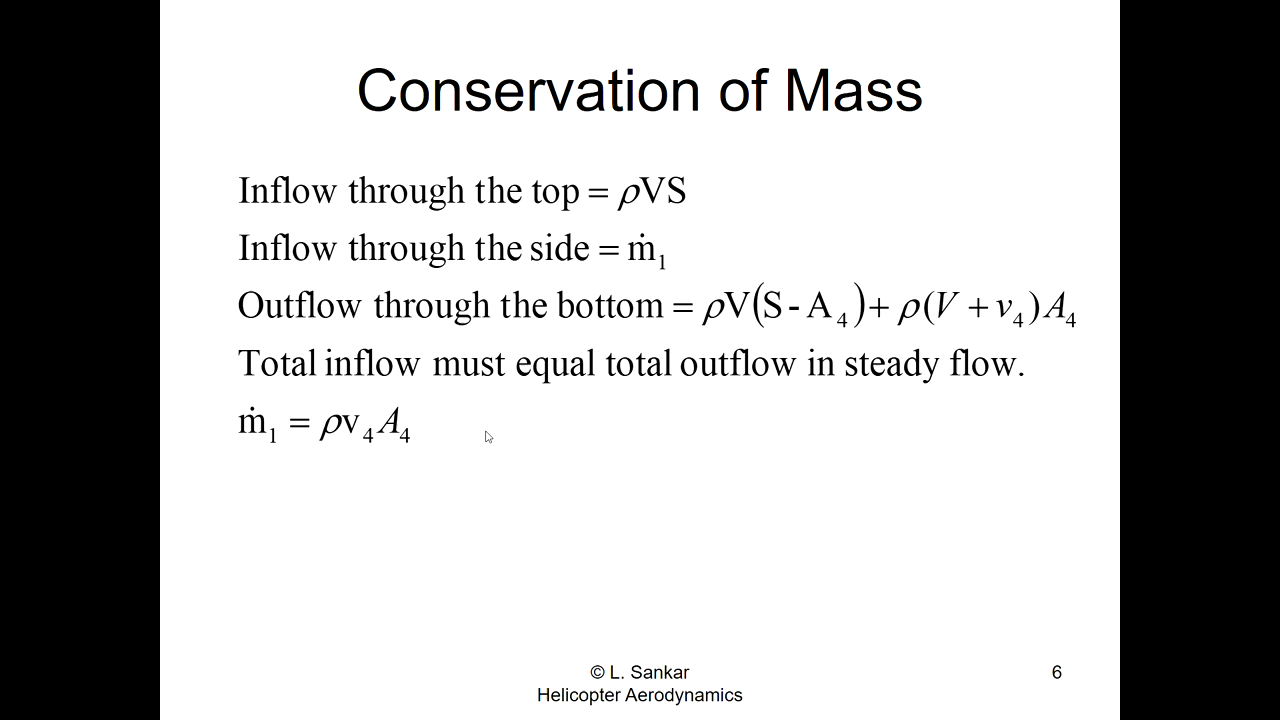 Conservation of Mass
Inflow through the top = ρVS
Inflow through the side = ṁ₁
Outflow through the bottom = ρV(S - A₄) + ρ(V + v₄)A₄
Total inflow must equal total outflow in steady flow.
ṁ₁ = ρv₄A₄
© L. Sankar
Helicopter Aerodynamics
6